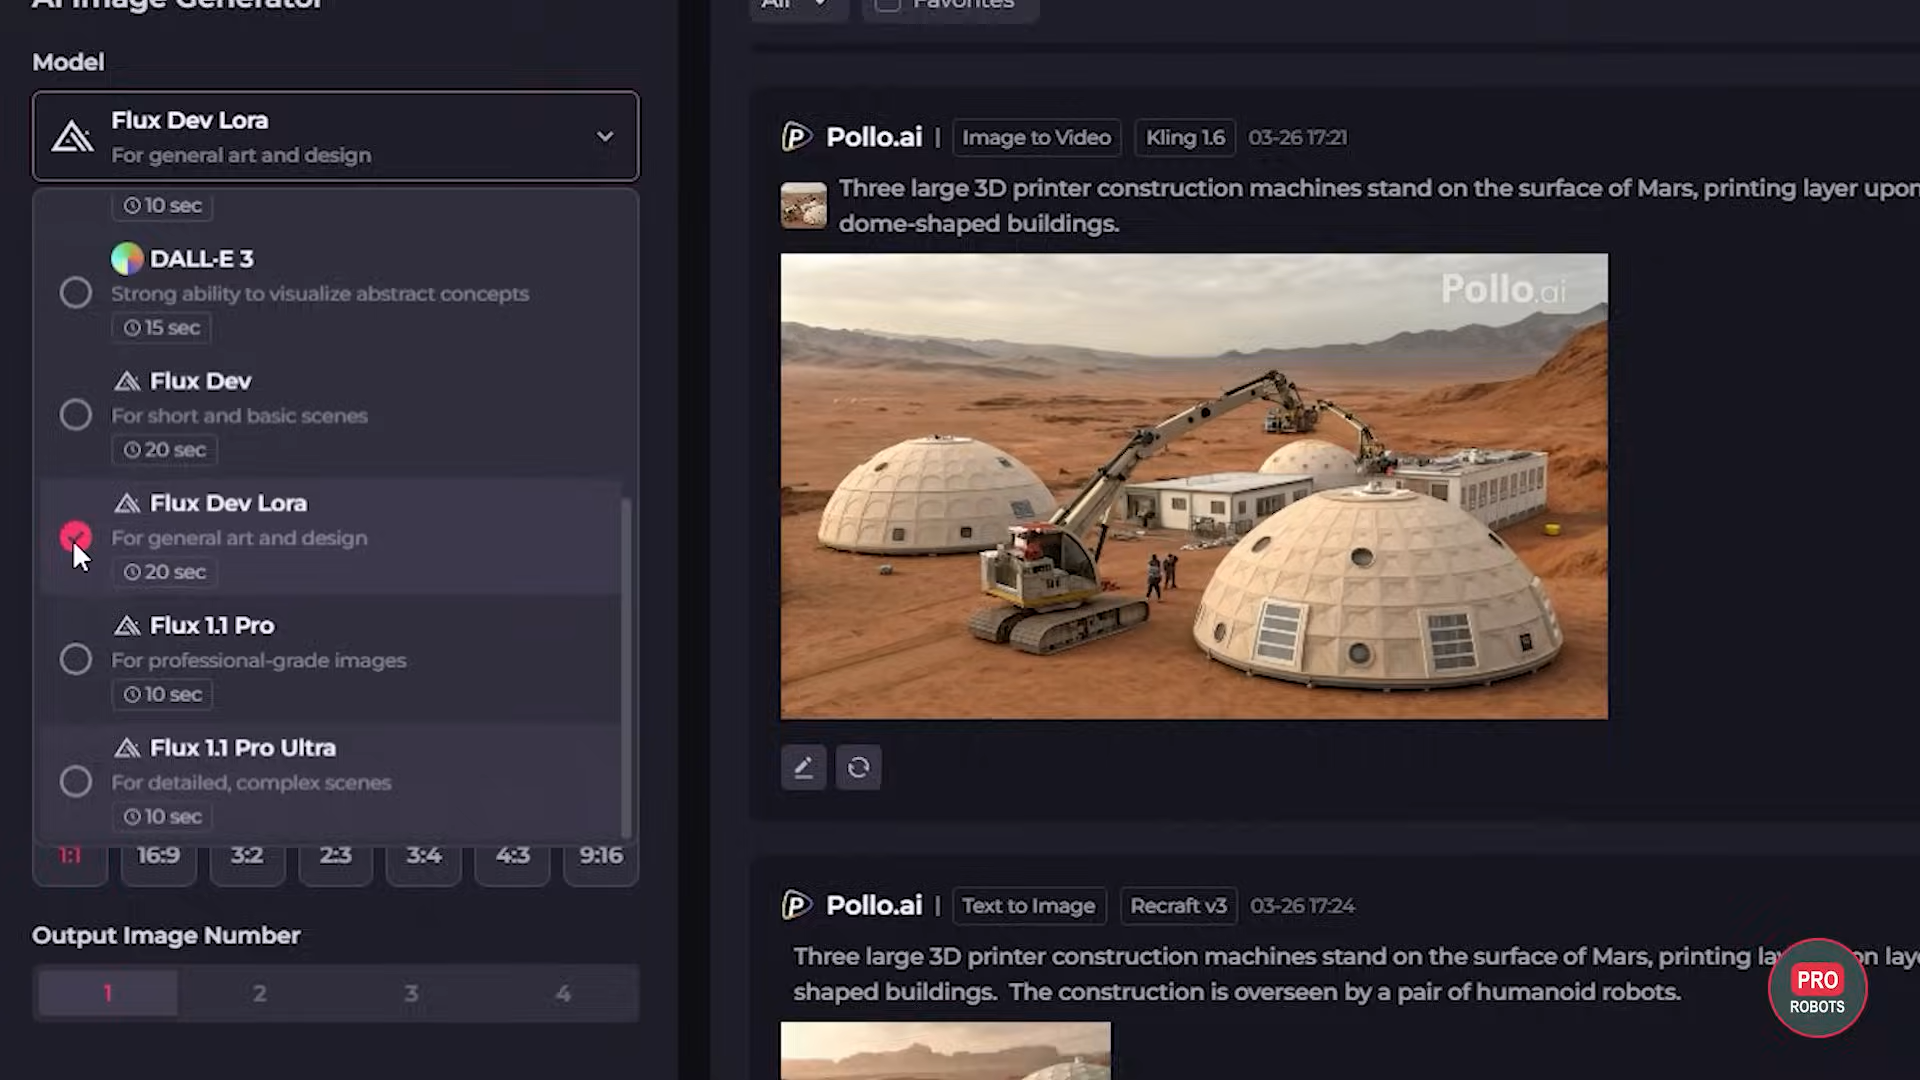 AI Image Generator
All
Favorites
Model
Flux Dev Lora
For general art and design
10 sec
DALL·E 3
Strong ability to visualize abstract concepts
15 sec
Flux Dev
For short and basic scenes
20 sec
Flux Dev Lora
For general art and design
20 sec
Flux 1.1 Pro
For professional-grade images
10 sec
Flux 1.1 Pro Ultra
For detailed, complex scenes
10 sec
1:1 16:9 3:2 2:3 3:4 4:3 9:16
Output Image Number
1 2 3 4
Pollo.ai | Image to Video Kling 1.6 03-26 17:21
Three large 3D printer construction machines stand on the surface of Mars, printing layer upon
dome-shaped buildings.
Pollo.ai
Pollo.ai | Text to Image Recraft v3 03-26 17:24
Three large 3D printer construction machines stand on the surface of Mars, printing
shaped buildings. The construction is overseen by a pair of humanoid robots.
PRO
ROBOTS